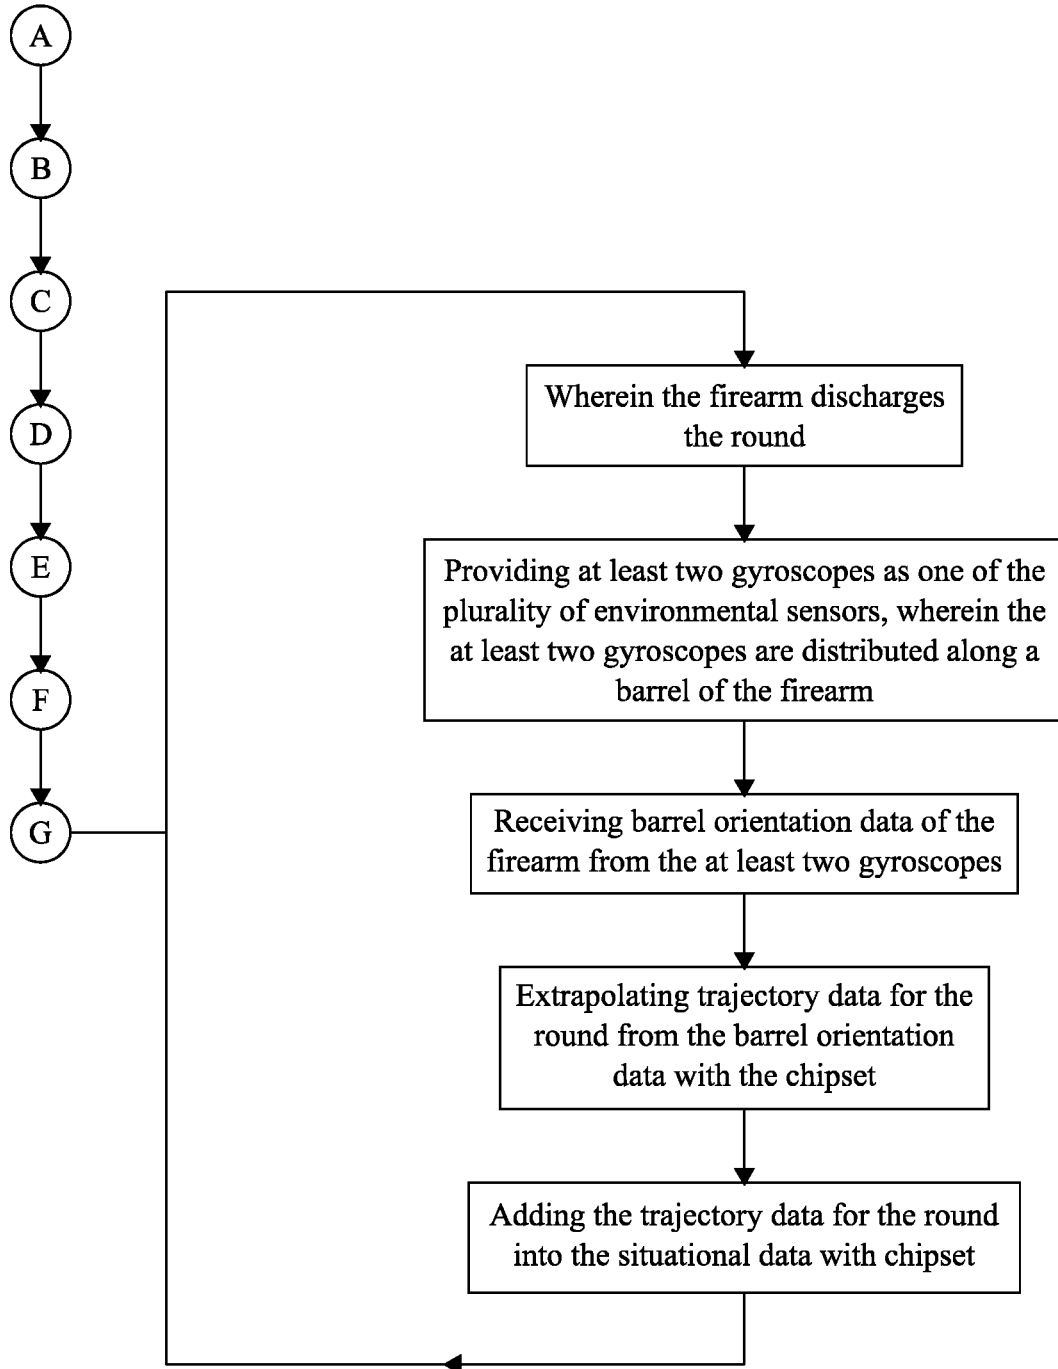 A
B
C
D
E
F
G
Wherein the firearm discharges
the round
Providing at least two gyroscopes as one of the
plurality of environmental sensors, wherein the
at least two gyroscopes are distributed along a
barrel of the firearm
Receiving barrel orientation data of the
firearm from the at least two gyroscopes
Extrapolating trajectory data for the
round from the barrel orientation
data with the chipset
Adding the trajectory data for the round
into the situational data with chipset